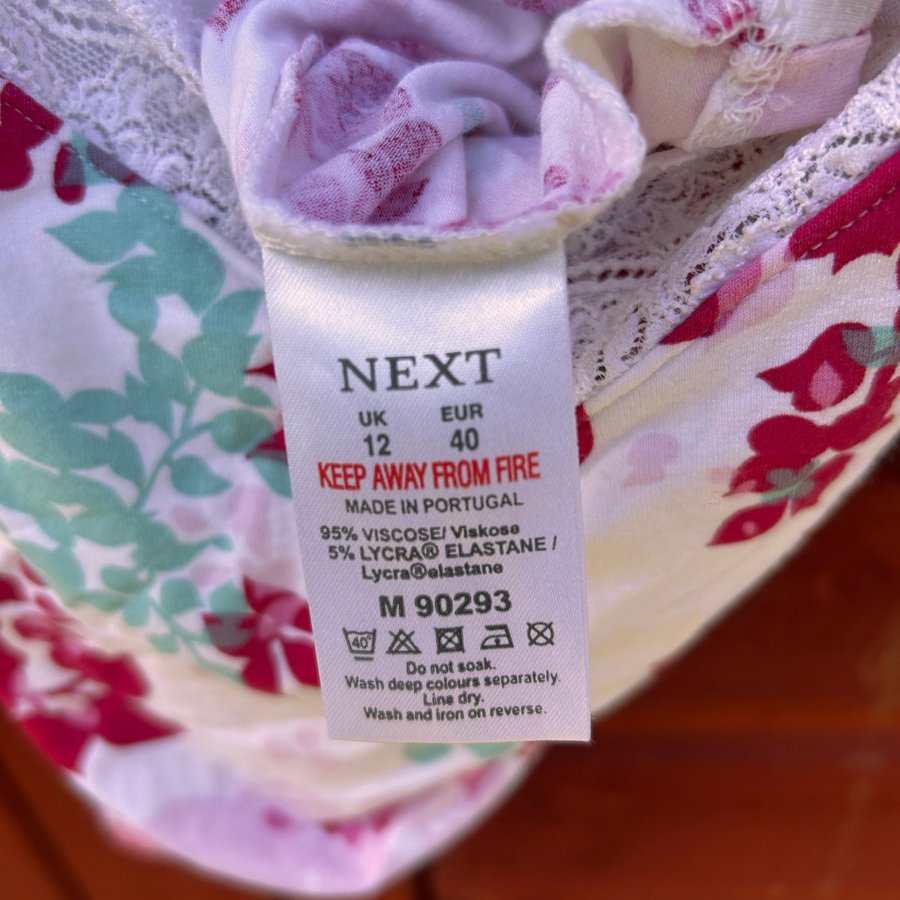 NEXT
UK EUR
12 40
KEEP AWAY FROM FIRE
MADE IN PORTUGAL
95% VISCOSE/ Viskose
5% LYCRA® ELASTANE /
Lycra®elastane
M 90293
40°
Do not soak.
Wash deep colours separately.
Line dry.
Wash and iron on reverse.